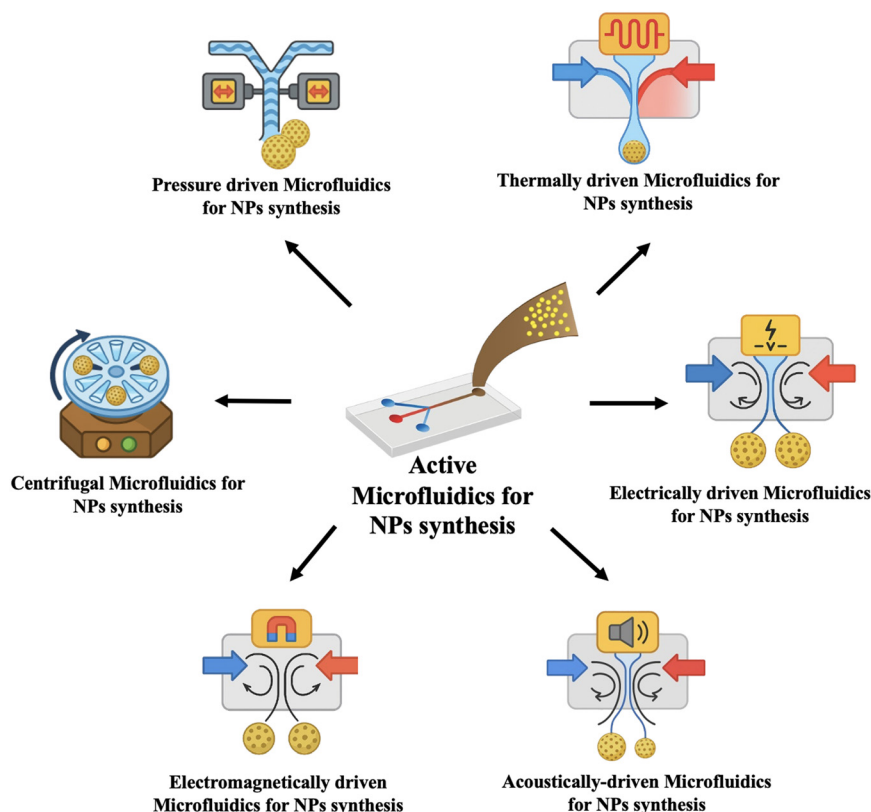 Pressure driven Microfluidics
for NPs synthesis
Thermally driven Microfluidics for
NPs synthesis
Centrifugal Microfluidics for
NPs synthesis
Active
Microfluidics for
NPs synthesis
Electrically driven Microfluidics
for NPs synthesis
Electromagnetically driven
Microfluidics for NPs synthesis
Acoustically-driven Microfluidics
for NPs synthesis